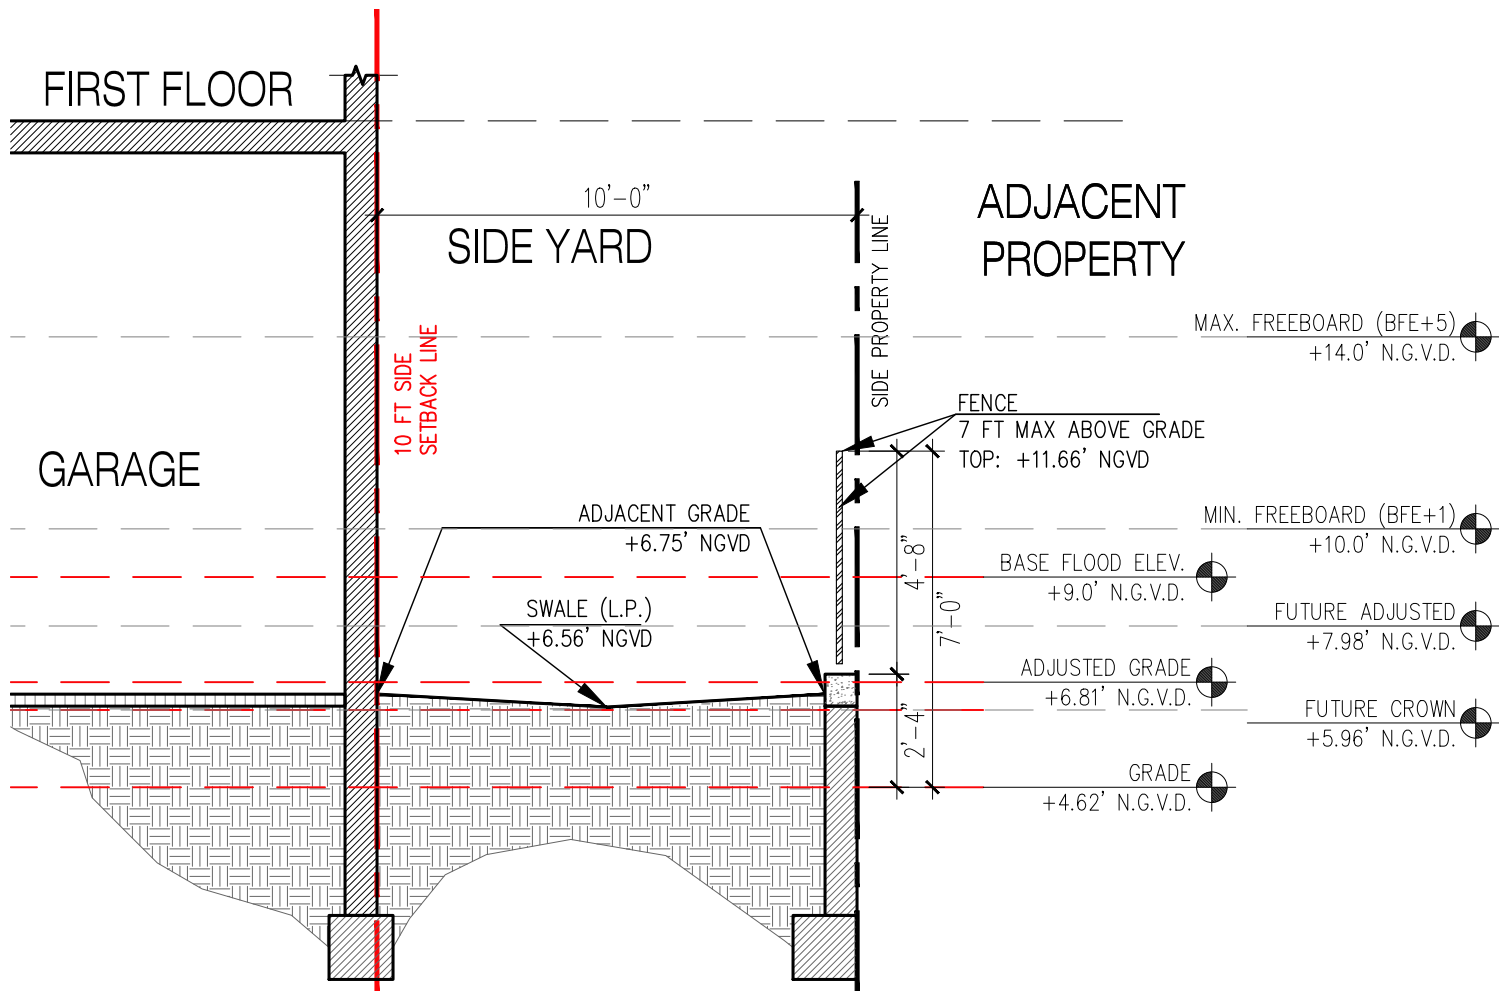 FIRST FLOOR
10'-0"
SIDE YARD
ADJACENT
PROPERTY
SIDE PROPERTY LINE
10 FT SIDE
SETBACK LINE
MAX. FREEBOARD (BFE+5)
+14.0' N.G.V.D.
FENCE
7 FT MAX ABOVE GRADE
TOP: +11.66' NGVD
GARAGE
ADJACENT GRADE
+6.75' NGVD
MIN. FREEBOARD (BFE+1)
+10.0' N.G.V.D.
4'-8"
BASE FLOOD ELEV.
+9.0' N.G.V.D.
7'-0"
SWALE (L.P.)
+6.56' NGVD
FUTURE ADJUSTED
+7.98' N.G.V.D.
ADJUSTED GRADE
+6.81' N.G.V.D.
2'-4"
FUTURE CROWN
+5.96' N.G.V.D.
GRADE
+4.62' N.G.V.D.